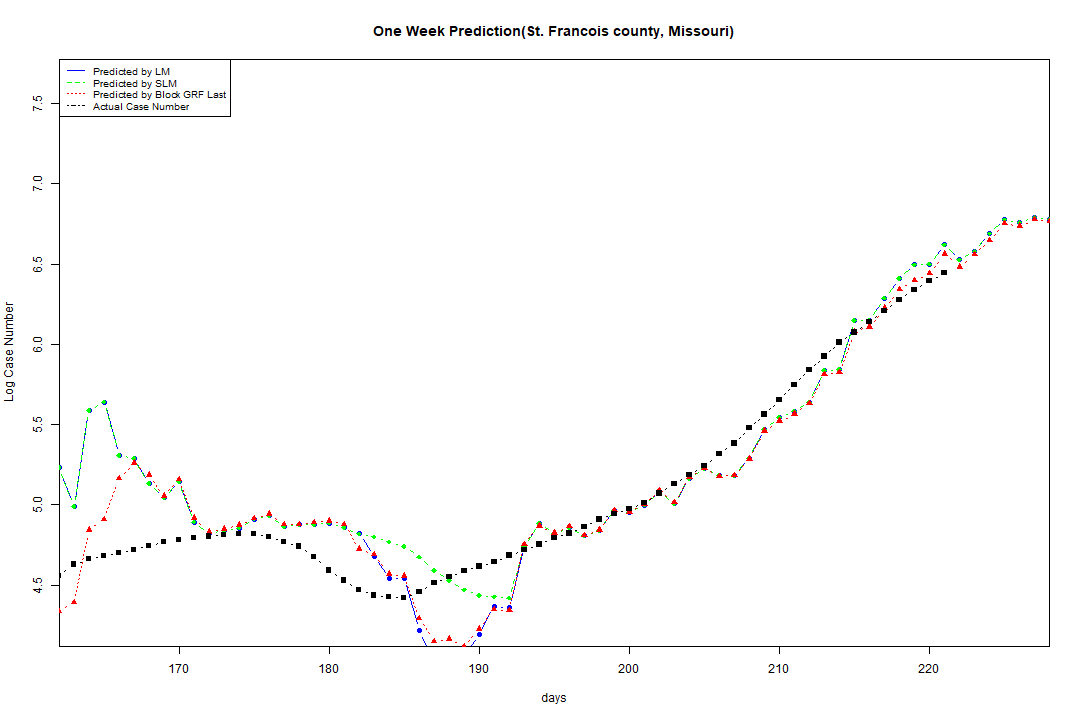 One Week Prediction(St. Francois county, Missouri)
Predicted by LM
Predicted by SLM
Predicted by Block GRF Last
Actual Case Number
7.5
7.0
6.5
6.0
5.5
5.0
4.5
Log Case Number
170 180 190 200 210 220
days